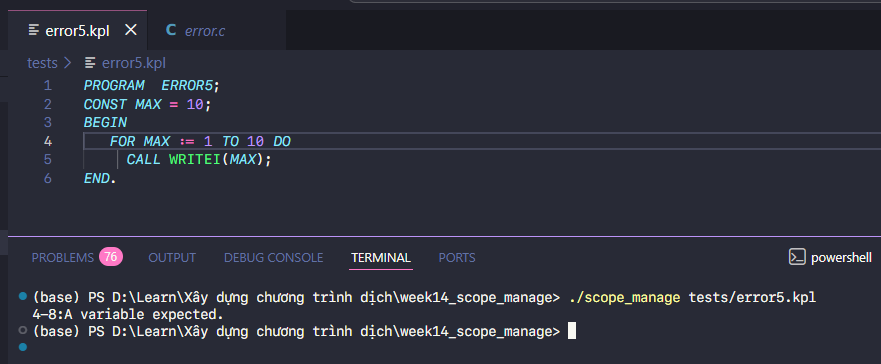 error5.kpl × C error.c
tests > error5.kpl
1 PROGRAM  ERROR5;
2 CONST MAX = 10;
3 BEGIN
4 FOR MAX := 1 TO 10 DO
5 CALL WRITEI(MAX);
6 END.
PROBLEMS 76 OUTPUT DEBUG CONSOLE TERMINAL PORTS powershell
(base) PS D:\Learn\Xây dựng chương trình dịch\week14_scope_manage> ./scope_manage tests/error5.kpl
4-8:A variable expected.
(base) PS D:\Learn\Xây dựng chương trình dịch\week14_scope_manage>